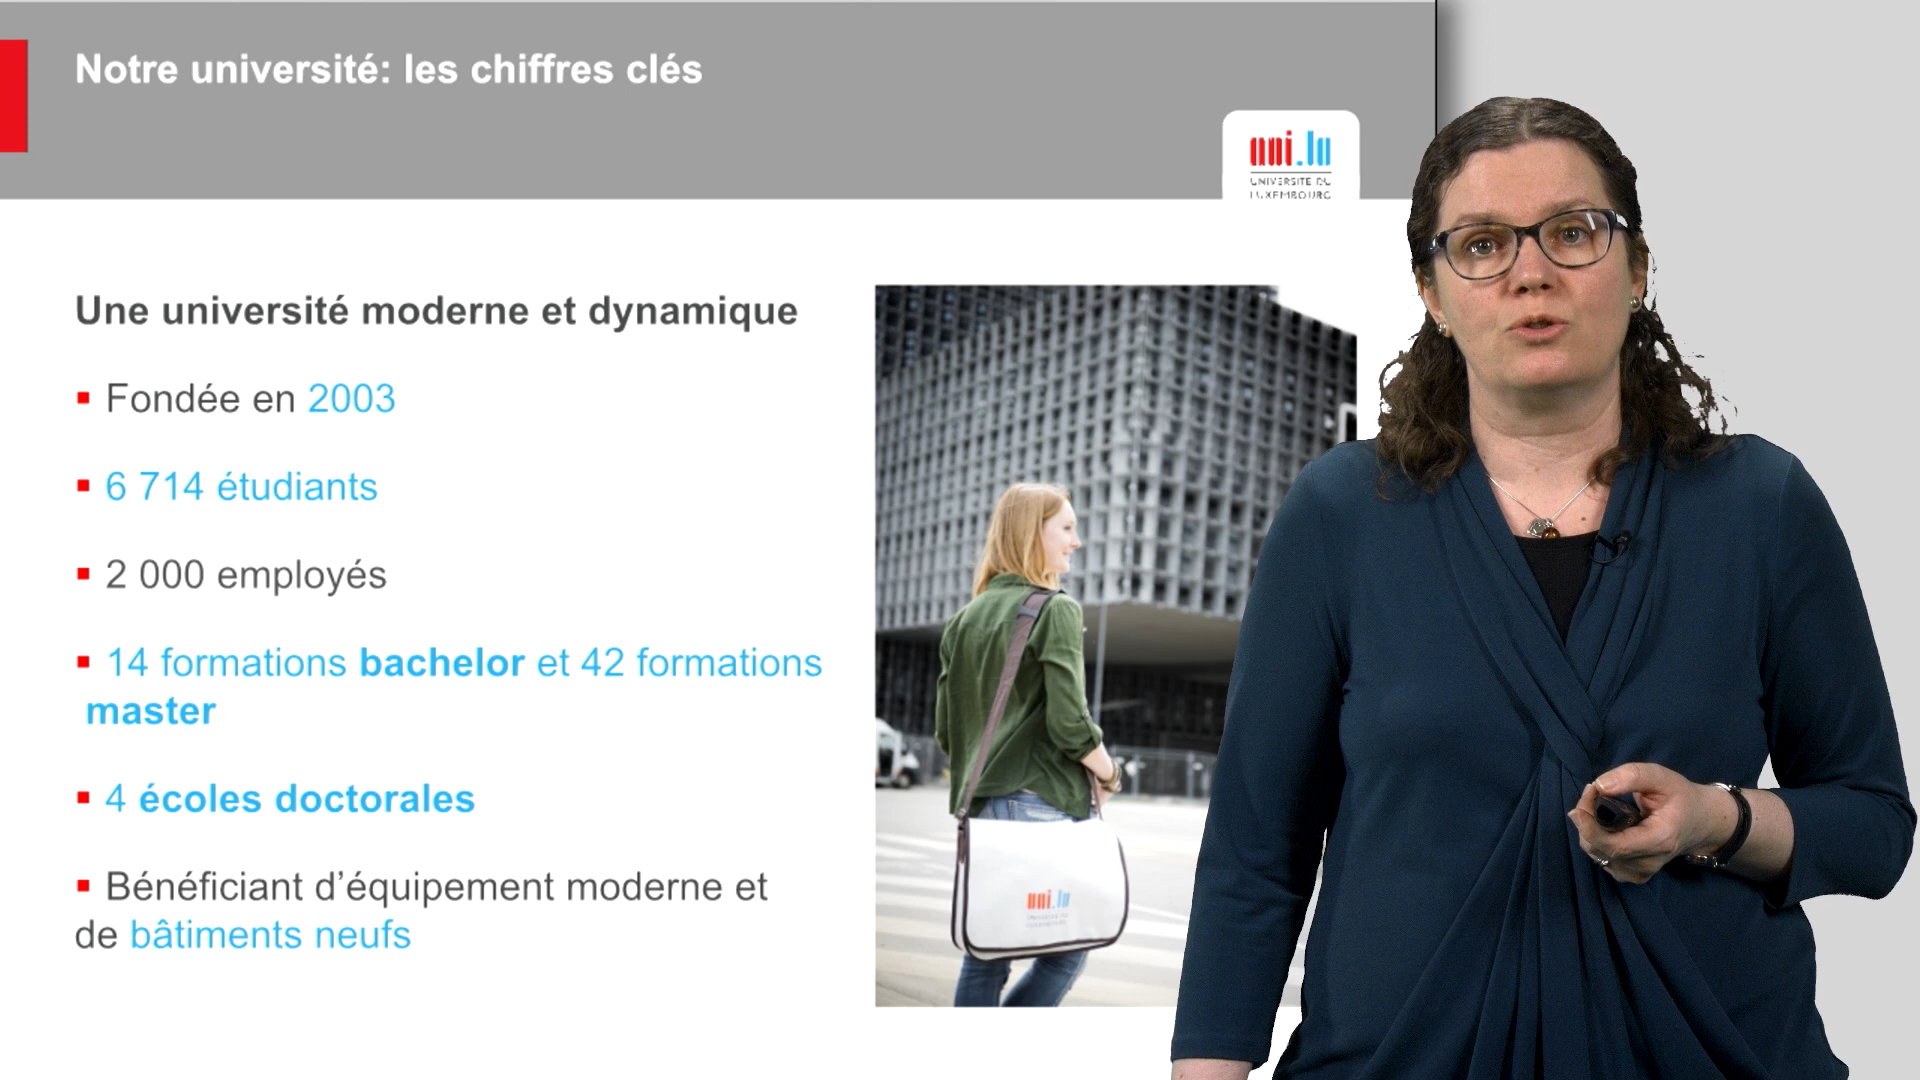 Notre université: les chiffres clés
uni.lu
UNIVERSITÉ DU
LUXEMBOURG
Une université moderne et dynamique
Fondée en 2003
6 714 étudiants
2 000 employés
14 formations bachelor et 42 formations
master
4 écoles doctorales
Bénéficiant d’équipement moderne et
de bâtiments neufs
uni.lu